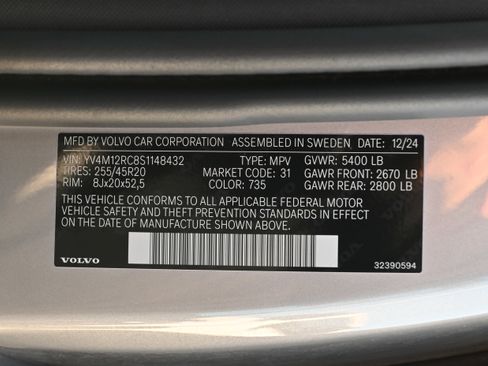 MFD BY VOLVO CAR CORPORATION ASSEMBLED IN SWEDEN DATE: 12/24
VIN: YV4M12RC8S1148432 TYPE: MPV GVWR: 5400 LB
TIRES: 255/45R20 MARKET CODE: 31 GAWR FRONT: 2670 LB
RIM: 8Jx20x52,5 COLOR: 735 GAWR REAR: 2800 LB
THIS VEHICLE CONFORMS TO ALL APPLICABLE FEDERAL MOTOR
VEHICLE SAFETY AND THEFT PREVENTION STANDARDS IN EFFECT
ON THE DATE OF MANUFACTURE SHOWN ABOVE.
VOLVO 32390594